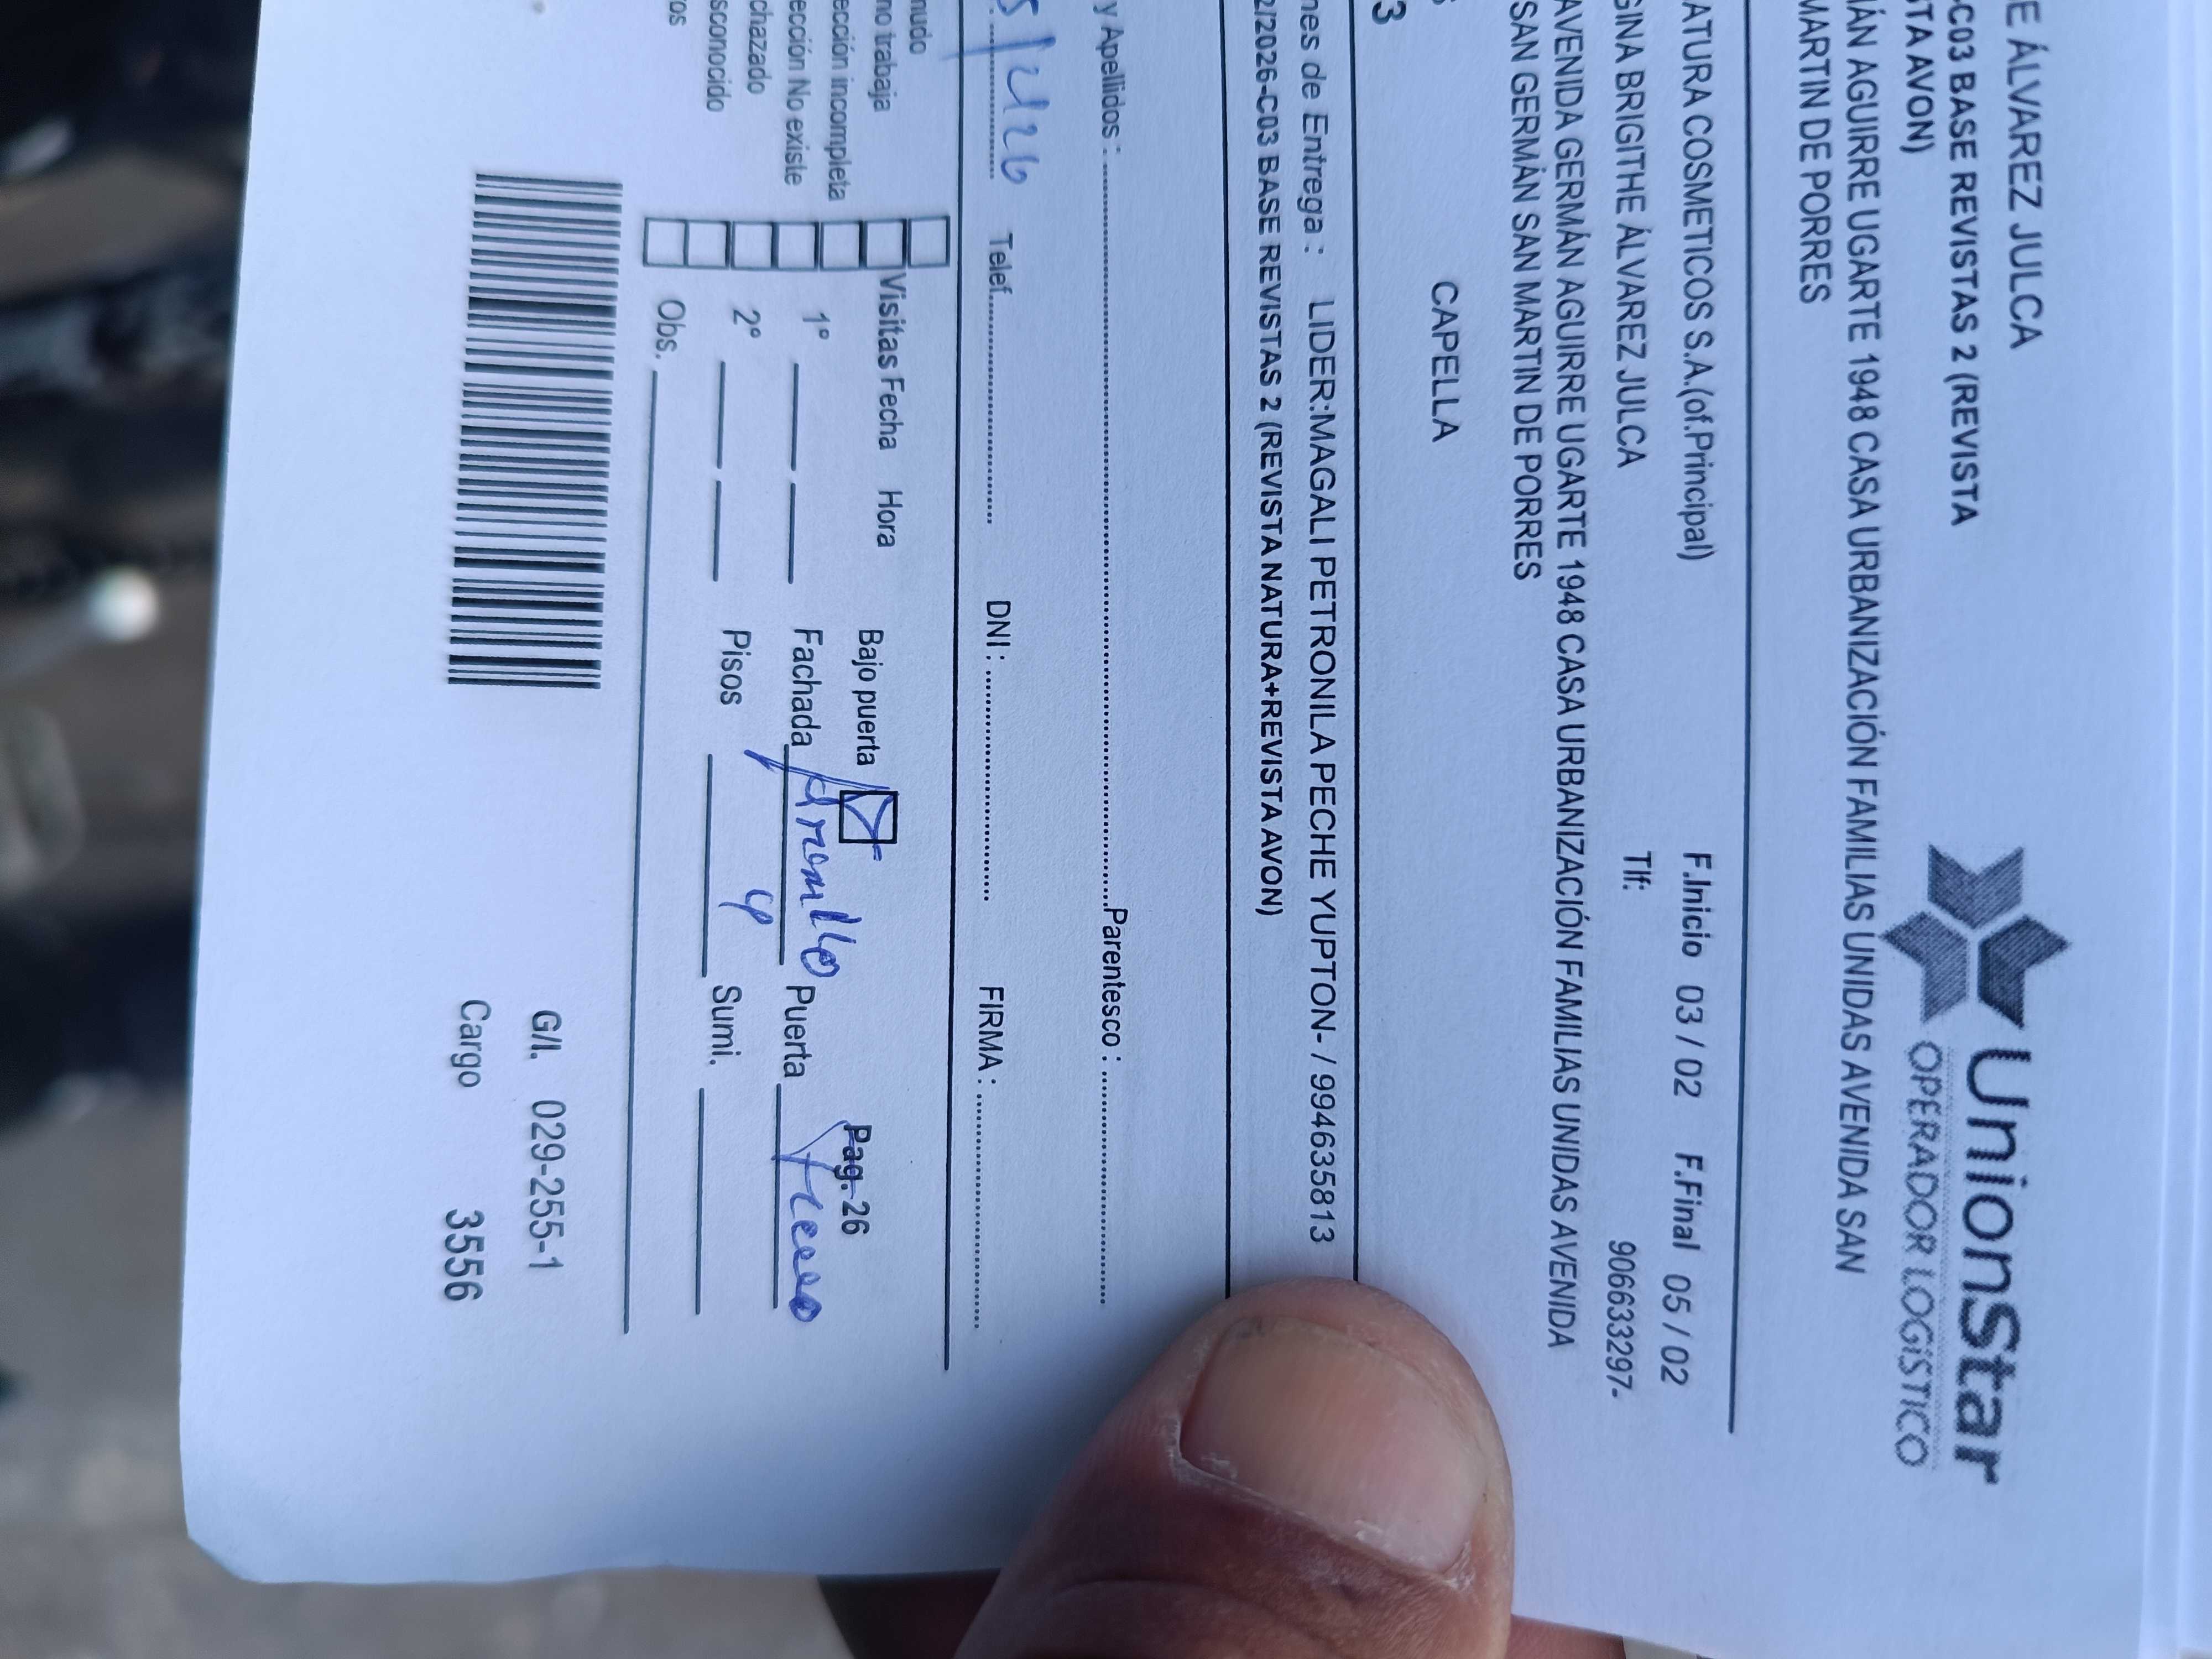 E ÁLVAREZ JULCA
-C03 BASE REVISTAS 2 (REVISTA
STA AVON)
IÁN AGUIRRE UGARTE 1948 CASA URBANIZACIÓN FAMILIAS UNIDAS AVENIDA SAN
MARTIN DE PORRES
UnionStar
OPERADOR LOGÍSTICO
ATURA COSMETICOS S.A.(of.Principal) F.Inicio 03 / 02 F.Final 05 / 02
GINA BRIGITHE ÁLVAREZ JULCA Tlf: 906633297-
AVENIDA GERMÁN AGUIRRE UGARTE 1948 CASA URBANIZACIÓN FAMILIAS UNIDAS AVENIDA
SAN GERMÁN SAN MARTIN DE PORRES
CAPELLA
3
nes de Entrega : LIDER:MAGALI PETRONILA PECHE YUPTON- / 994635813
2/2026-C03 BASE REVISTAS 2 (REVISTA NATURA+REVISTA AVON)
y Apellidos : Parentesco :
Telef. DNI : FIRMA :
nudo
no trabaja Visitas Fecha Hora Bajo puerta Pag. 26
ección incompleta
ección No existe 1° Fachada Puerta
chazado 2° Pisos 4 Sumi.
sconocido
ros Obs.
G/I. 029-255-1
Cargo 3556